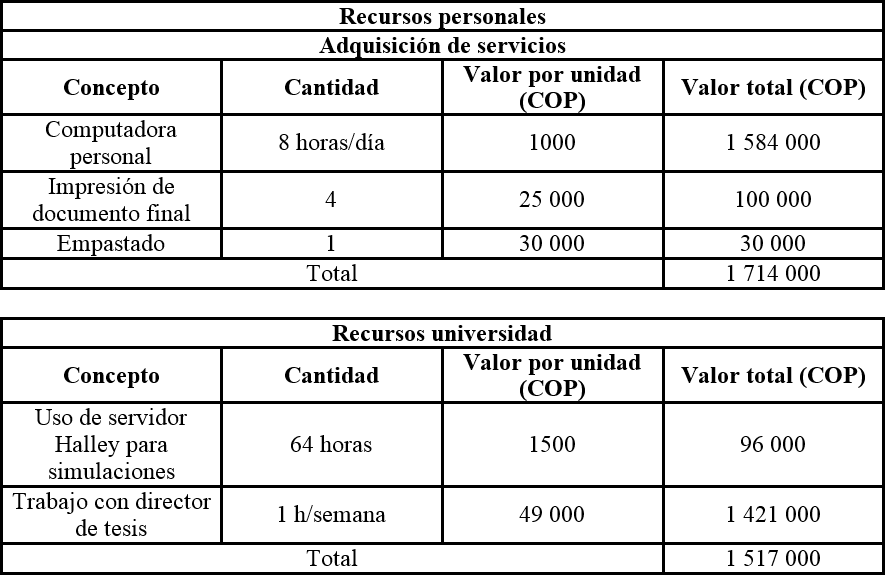 Recursos personales
Adquisición de servicios
Concepto Cantidad Valor por unidad (COP) Valor total (COP)
Computadora personal 8 horas/día 1000 1 584 000
Impresión de documento final 4 25 000 100 000
Empastado 1 30 000 30 000
Total 1 714 000
Recursos universidad
Concepto Cantidad Valor por unidad (COP) Valor total (COP)
Uso de servidor Halley para simulaciones 64 horas 1500 96 000
Trabajo con director de tesis 1 h/semana 49 000 1 421 000
Total 1 517 000